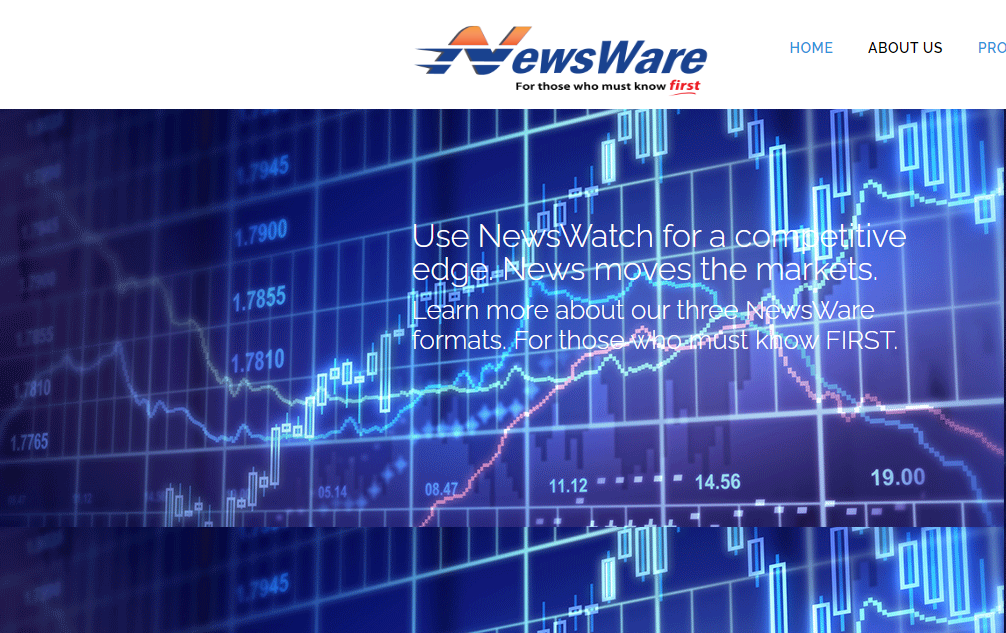 NewsWare
For those who must know first
HOME ABOUT US PRO
1.7945
1.7900
1.7855
1.7810
1.7810
1.7765
Use NewsWatch for a competitive
edge. News moves the markets.
Learn more about our three NewsWare
formats. For those who must know FIRST.
05.14 08.47 11.12 14.56 19.00
1.7945